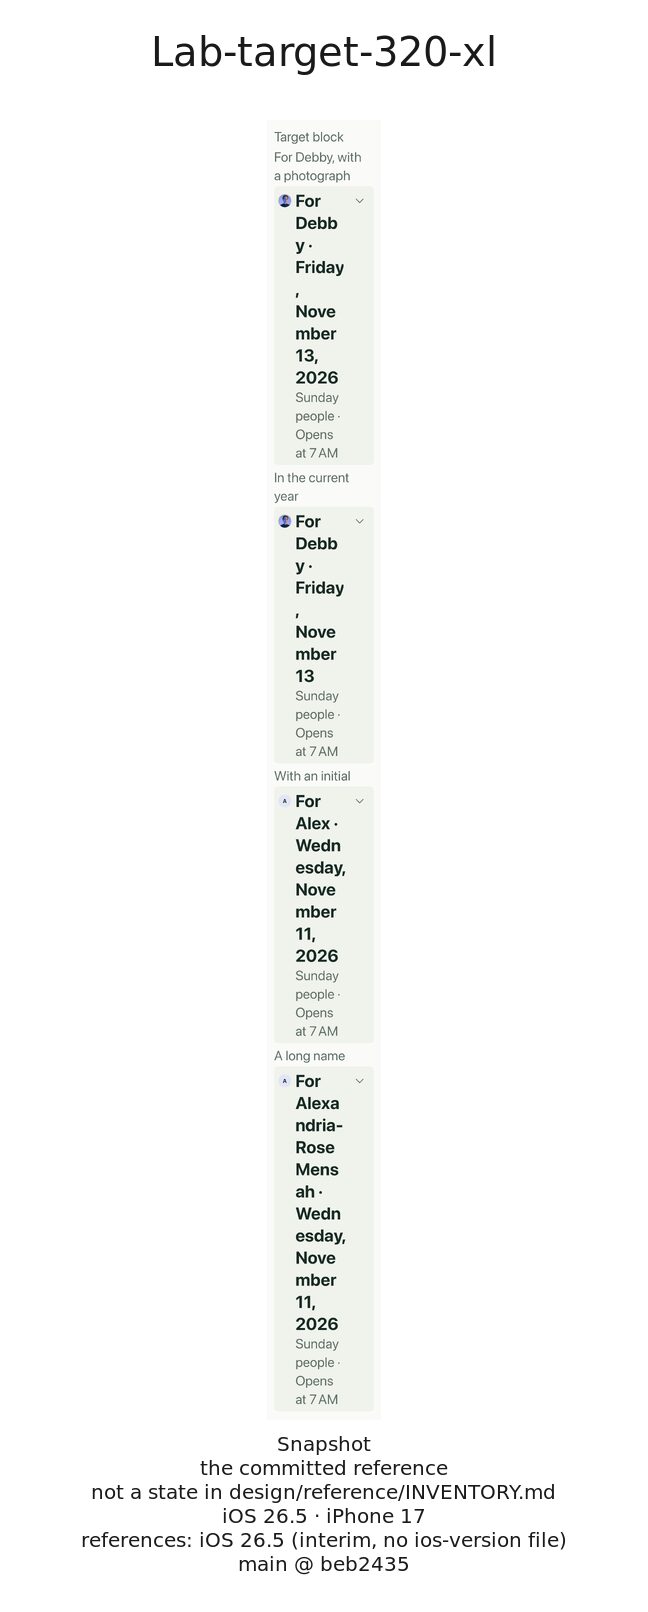 Lab-target-320-xl
Target block
For Debby, with
a photograph
For
Debb
y ·
Friday
,
Nove
mber
13,
2026
Sunday
people ·
Opens
at 7 AM
In the current
year
For
Debb
y ·
Friday
,
Nove
mber
13
Sunday
people ·
Opens
at 7 AM
With an initial
A
For
Alex ·
Wedn
esday,
Nove
mber
11,
2026
Sunday
people ·
Opens
at 7 AM
A long name
A
For
Alexa
ndria-
Rose
Mens
ah ·
Wedn
esday,
Nove
mber
11,
2026
Sunday
people ·
Opens
at 7 AM
Snapshot
the committed reference
not a state in design/reference/INVENTORY.md
iOS 26.5 · iPhone 17
references: iOS 26.5 (interim, no ios-version file)
main @ beb2435